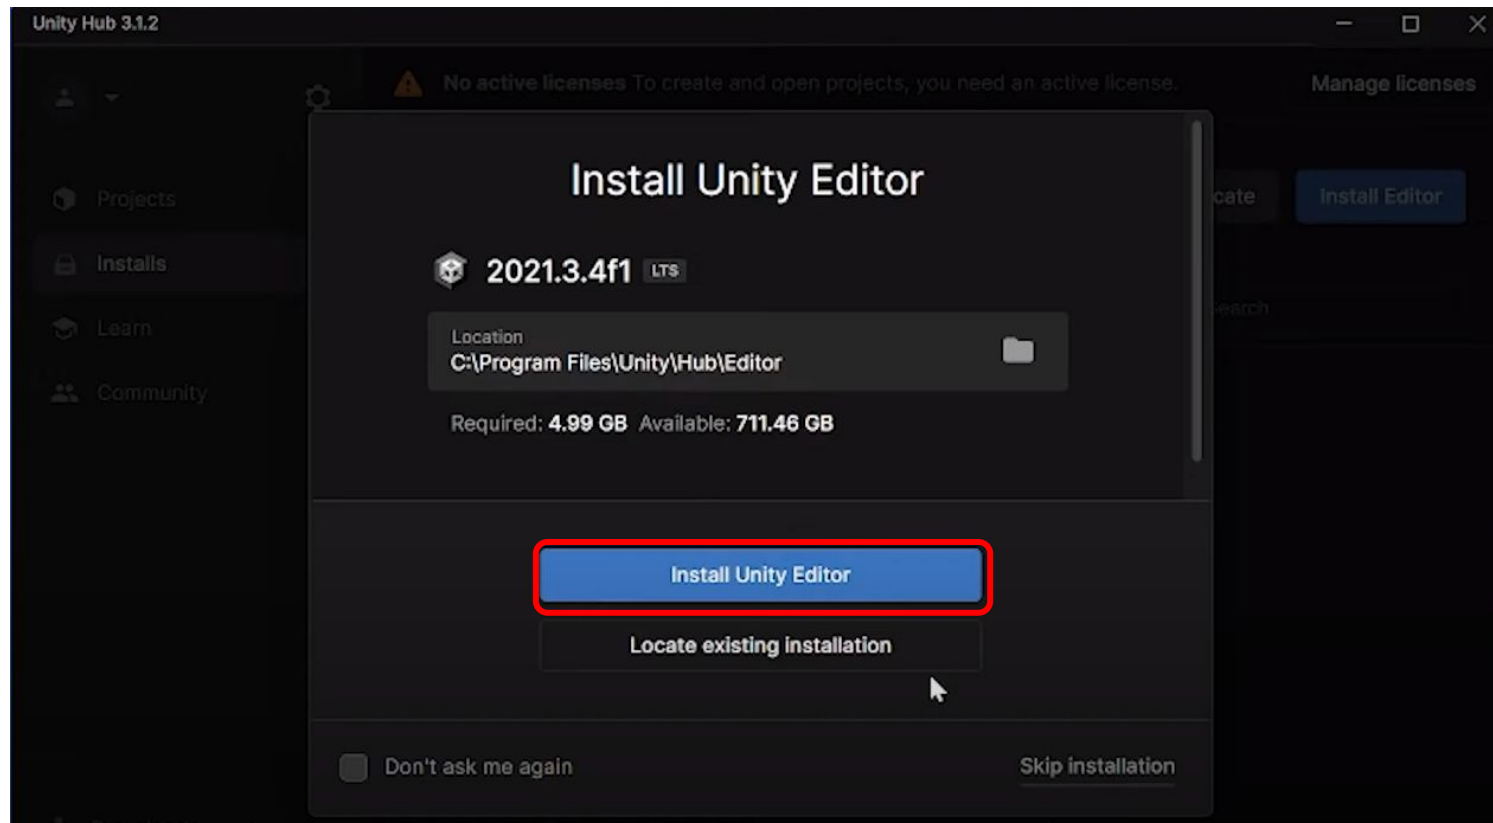 Unity Hub 3.1.2
No active licenses To create and open projects, you need an active license.
Manage licenses
Install Unity Editor
Projects
cate
Install Editor
Installs
2021.3.4f1 LTS
Search
Learn
Location
C:\Program Files\Unity\Hub\Editor
Community
Required: 4.99 GB Available: 711.46 GB
Install Unity Editor
Locate existing installation
Don't ask me again
Skip installation